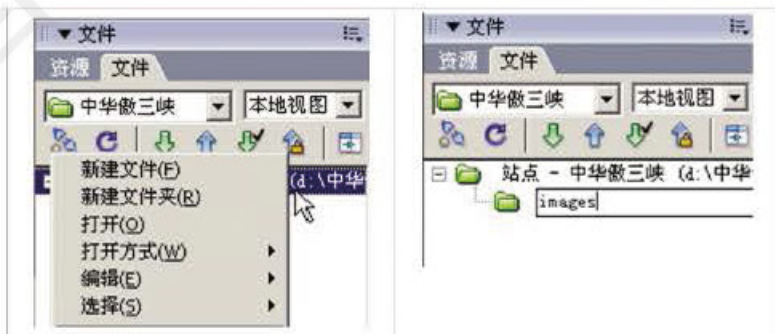 文件
资源 文件
中华傲三峡 本地视图
新建文件(F)
新建文件夹(R)
打开(O)
打开方式(W)
编辑(E)
选择(S)
(d:\中华
文件
资源 文件
中华傲三峡 本地视图
站点 - 中华傲三峡 (d:\中华
images